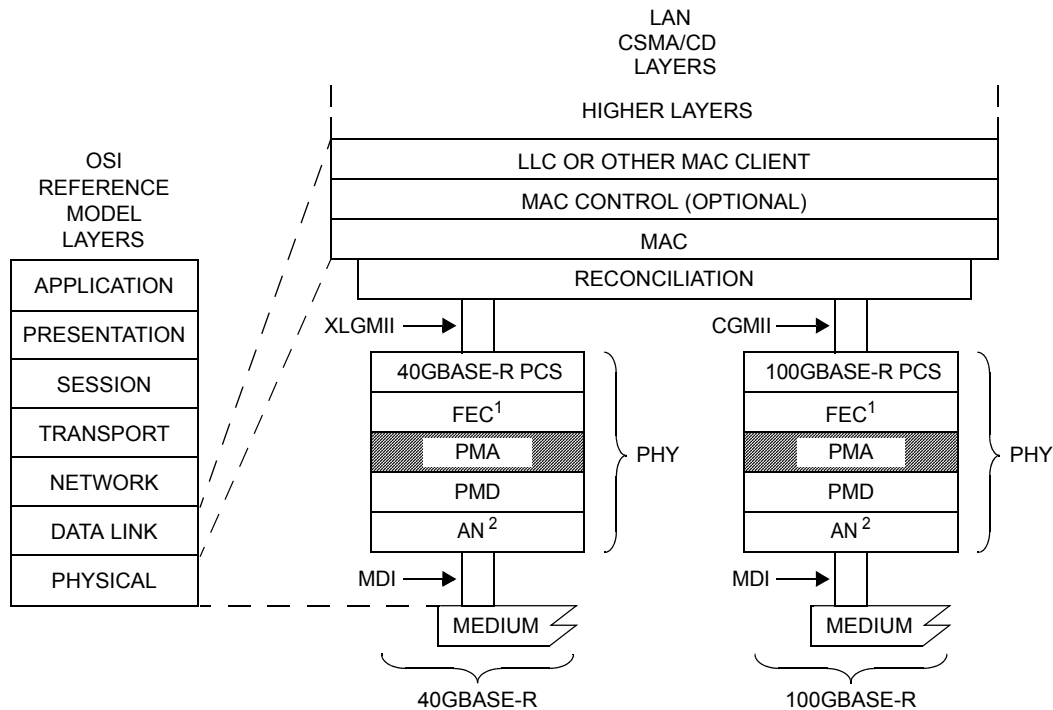 LAN
CSMA/CD
LAYERS
HIGHER LAYERS
LLC OR OTHER MAC CLIENT
MAC CONTROL (OPTIONAL)
MAC
RECONCILIATION
OSI
REFERENCE
MODEL
LAYERS
APPLICATION
PRESENTATION
SESSION
TRANSPORT
NETWORK
DATA LINK
PHYSICAL
XLGMII
40GBASE-R PCS
FEC1
PMA
PMD
AN 2
PHY
MDI
MEDIUM
40GBASE-R
CGMII
100GBASE-R PCS
FEC1
PMA
PMD
AN 2
PHY
MDI
MEDIUM
100GBASE-R